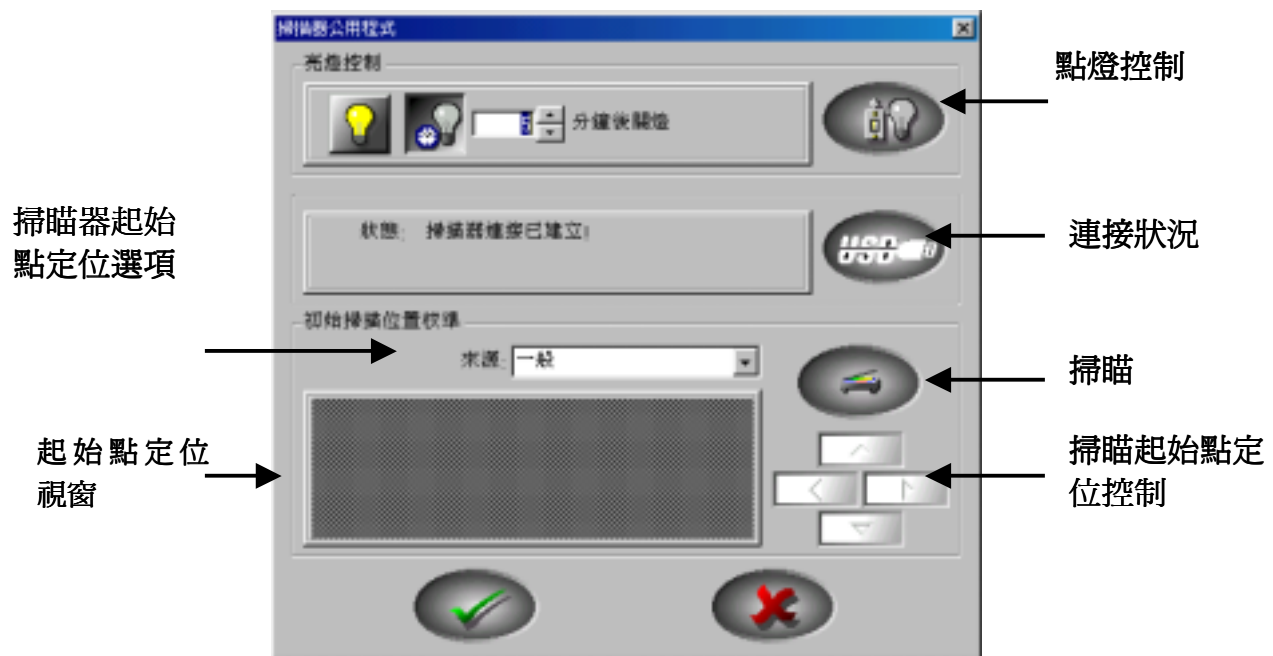 掃描器公用程式
亮燈控制
5 分鐘後關燈
狀態: 掃描器連接已建立!
USB
初始掃描位置校準
來源: 一般
點燈控制
連接狀況
掃瞄
掃瞄起始點定
位控制
掃瞄器起始
點定位選項
起始點定位
視窗